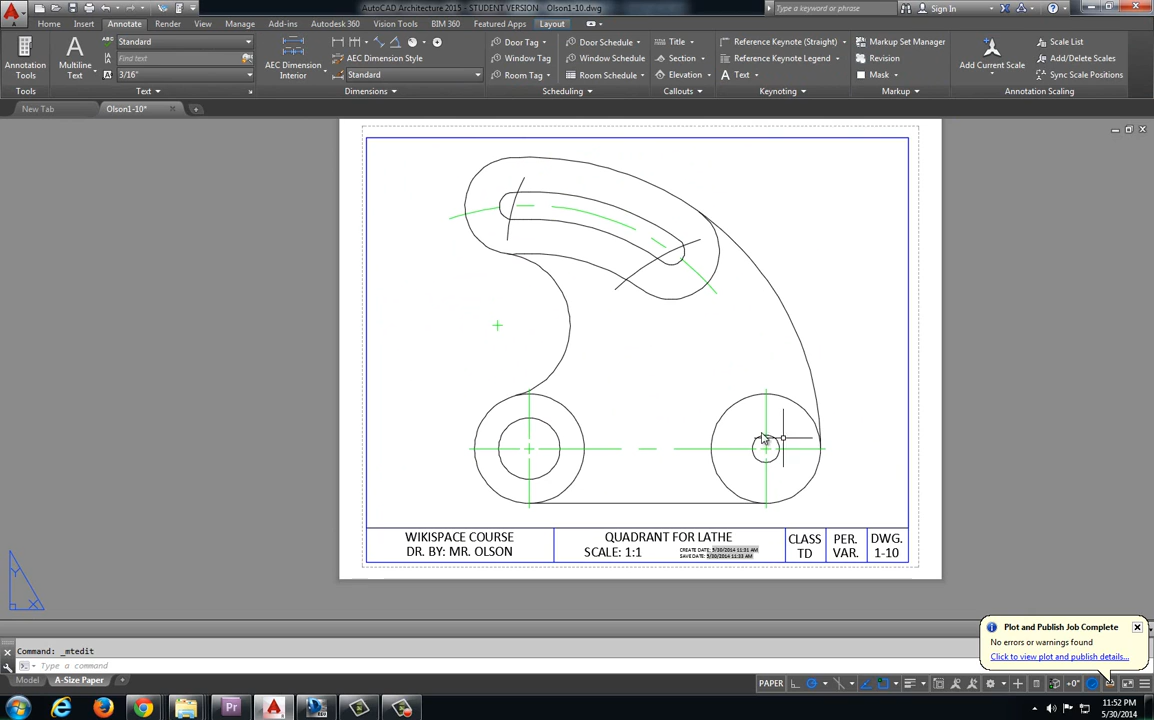 AutoCAD Architecture 2015 - STUDENT VERSION   Olson1-10.dwg
Type a keyword or phrase
Sign In
Home Insert Annotate Render View Manage Add-ins Autodesk 360 Vision Tools BIM 360 Featured Apps Layout
Annotation Tools
Tools
Multiline Text
ABC Standard
Find text
3/16"
Text
AEC Dimension Interior
AEC Dimension Style
Standard
Dimensions
Door Tag
Window Tag
Room Tag
Door Schedule
Window Schedule
Room Schedule
Scheduling
Title
Section
Elevation
Callouts
Reference Keynote (Straight)
Reference Keynote Legend
Text
Keynoting
Markup Set Manager
Revision
Mask
Markup
Add Current Scale
Scale List
Add/Delete Scales
Sync Scale Positions
Annotation Scaling
New Tab
Olson1-10*
WIKISPACE COURSE
DR. BY: MR. OLSON
QUADRANT FOR LATHE
SCALE: 1:1
CREATE DATE: 5/30/2014 11:31 AM
SAVE DATE: 5/30/2014 11:33 AM
CLASS
TD
PER.
VAR.
DWG.
1-10
Y
X
Plot and Publish Job Complete
No errors or warnings found
Click to view plot and publish details...
Command: _mtedit
Type a command
Model
A-Size Paper
PAPER
+0"
Pr
11:52 PM
5/30/2014